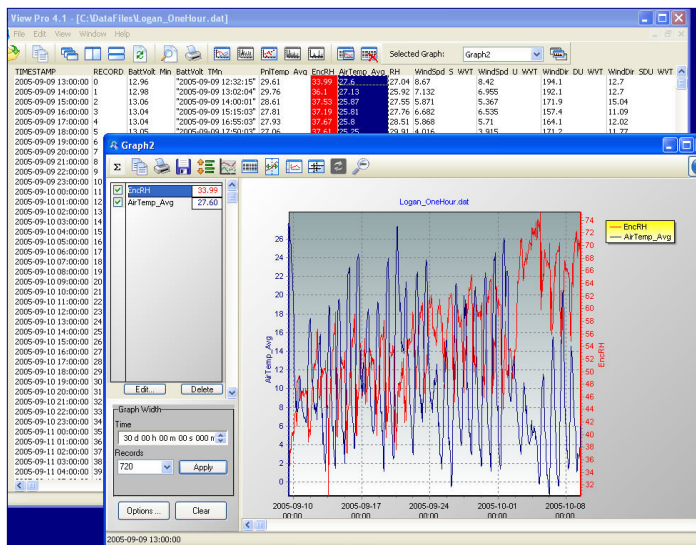 View Pro 4.1 - [C:\DataFiles\Logan_OneHour.dat]
File Edit View Window Help
Selected Graph: Graph2
TIMESTAMP RECORD BattVolt_Min BattVolt_TMn PnlTemp_Avg EncRH AirTemp_Avg RH WindSpd_S_WVT WindSpd_U_WVT WindDir_DU_WVT WindDir_SDU_WVT
2005-09-09 13:00:00 0 12.96 "2005-09-09 12:32:15" 29.61 33.99 27.6 27.04 8.67 8.42 194.1 12.7
2005-09-09 14:00:00 1 12.98 "2005-09-09 13:02:04" 29.76 36.1 27.13 25.92 7.132 6.955 192.1 12.7
2005-09-09 15:00:00 2 13.06 "2005-09-09 14:00:01" 28.61 37.53 25.87 27.55 5.871 5.367 171.9 15.04
2005-09-09 16:00:00 3 13.04 "2005-09-09 15:15:03" 27.81 37.19 25.81 27.76 6.682 6.535 157.4 11.09
2005-09-09 17:00:00 4 13.04 "2005-09-09 16:55:03" 27.93 37.67 25.8 28.51 5.868 5.71 164.1 12.02
2005-09-09 18:00:00 5 13.05 "2005-09-09 17:50:03" 27.06 37.61 25.25 29.91 4.016 3.915 171.2 11.77
2005-09-09 19:00:00 6
2005-09-09 20:00:00 7
2005-09-09 21:00:00 8
2005-09-09 22:00:00 9
2005-09-09 23:00:00 10
2005-09-10 00:00:00 11
2005-09-10 01:00:00 12
2005-09-10 02:00:00 13
2005-09-10 03:00:00 14
2005-09-10 04:00:00 15
2005-09-10 05:00:00 16
2005-09-10 06:00:00 17
2005-09-10 07:00:00 18
2005-09-10 08:00:00 19
2005-09-10 09:00:00 20
2005-09-10 10:00:00 21
2005-09-10 11:00:00 22
2005-09-10 12:00:00 23
2005-09-10 13:00:00 24
2005-09-10 14:00:00 25
2005-09-10 15:00:00 26
2005-09-10 16:00:00 27
2005-09-10 17:00:00 28
2005-09-10 18:00:00 29
2005-09-10 19:00:00 30
2005-09-10 20:00:00 31
2005-09-10 21:00:00 32
2005-09-10 22:00:00 33
2005-09-10 23:00:00 34
2005-09-11 00:00:00 35
2005-09-11 01:00:00 36
2005-09-11 02:00:00 37
2005-09-11 03:00:00 38
2005-09-11 04:00:00 39
Graph2
Σ
EncRH 33.99
AirTemp_Avg 27.60
Edit... Delete
Graph Width
Time
30 d 00 h 00 m 00 s 000 m
Records
720 Apply
Options ... Clear
2005-09-09 13:00:00
Logan_OneHour.dat
EncRH
AirTemp_Avg
AirTemp_Avg
26
24
22
20
18
16
14
12
10
8
6
4
2
0
74
72
70
68
66
64
62
60
58
56
54
52
50
48
46
44
42
40
38
36
34
32
EncRH
2005-09-10 2005-09-17 2005-09-24 2005-10-01 2005-10-08
00:00 00:00 00:00 00:00 00:00